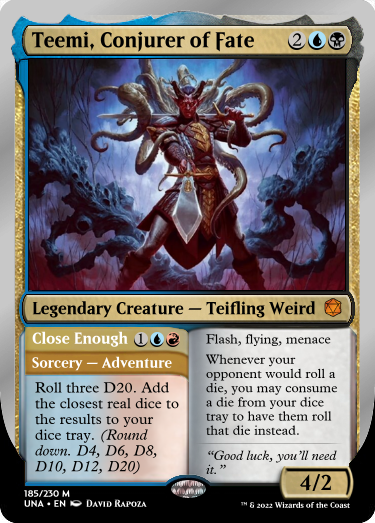 Teemi, Conjurer of Fate 2
Legendary Creature — Teifling Weird
Close Enough 1
Sorcery — Adventure
Roll three D20. Add
the closest real dice to
the results to your
dice tray. (Round
down. D4, D6, D8,
D10, D12, D20)
Flash, flying, menace
Whenever your
opponent would roll a
die, you may consume
a die from your dice
tray to have them roll
that die instead.
“Good luck, you’ll need
it.”
4/2
185/230 M
UNA • EN DAVID RAPOZA
™ & © 2022 Wizards of the Coast